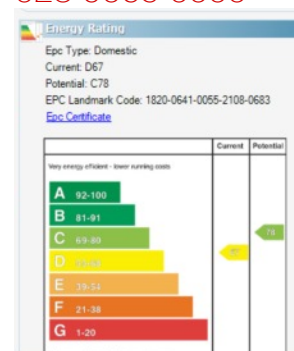 Energy Rating
Epc Type: Domestic
Current: D67
Potential: C78
EPC Landmark Code: 1820-0641-0055-2108-0683
Epc Certificate
Current Potential
Very energy efficient - lower running costs
A 92-100
B 81-91
C 69-80
78
D
E 39-54
F 21-38
G 1-20